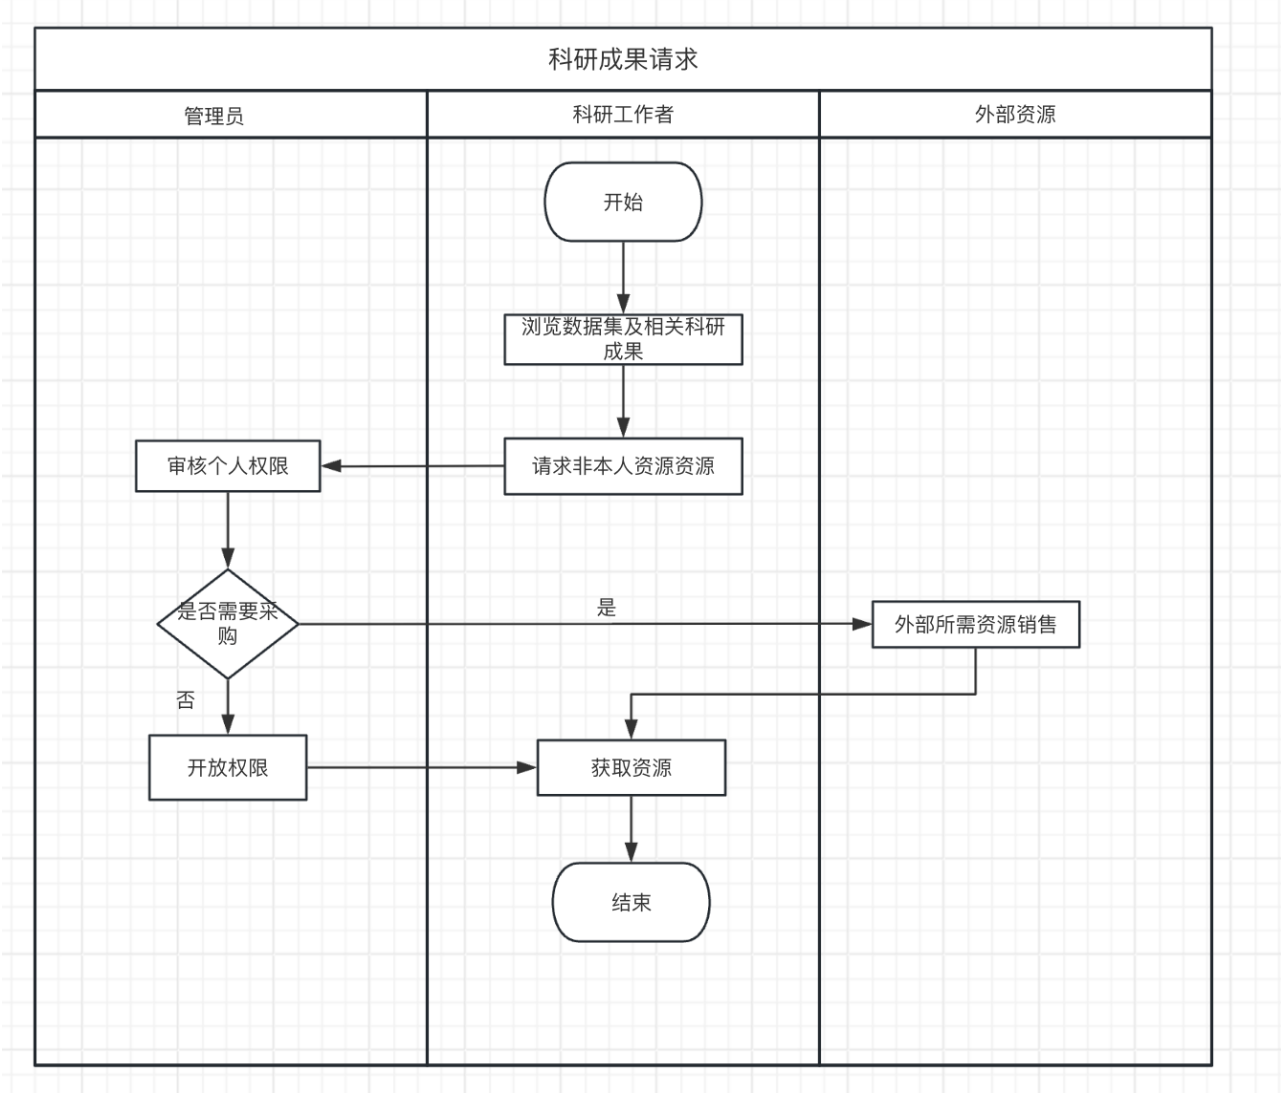 科研成果请求
管理员
科研工作者
外部资源
开始
浏览数据集及相关科研
成果
审核个人权限
请求非本人资源资源
是否需要采
购
是
外部所需资源销售
否
开放权限
获取资源
结束